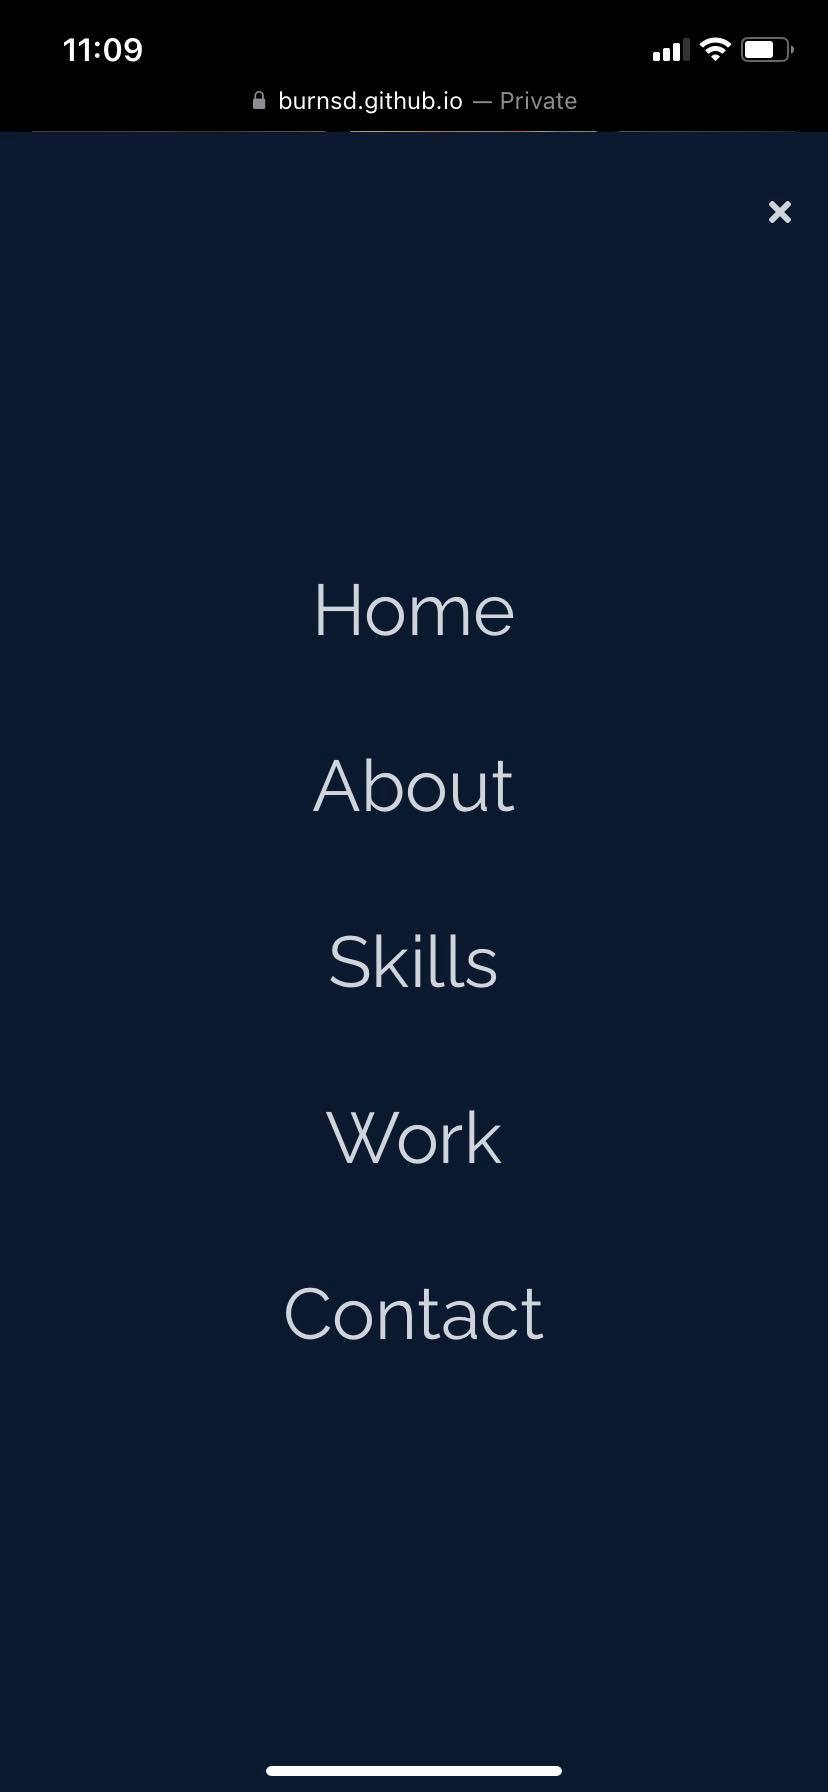 11:09
burnsd.github.io — Private
Home
About
Skills
Work
Contact